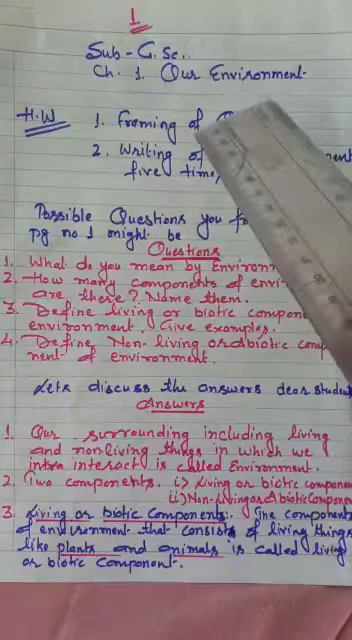 1
Sub - G. Sc.
Ch. 1. Our Environment
H.W 1. Framing of
2. Writing of
five time,
Possible Questions you
pg no 1 might be
Questions
1. What do you mean by Environ
2. How many components of envi
are there? Name them.
3. Define living or biotic compon
environment. Give examples.
4. Define Non-living or abiotic comp
nent of environment.
Lets discuss the answers dear student
Answers
1. Our surrounding including living
and nonliving things in which we
interact is called Environment.
2. Two components. i) Living or biotic component
ii) Non-living or abiotic Compone
3. Living or biotic Components:- The components
of environment that consists of living things
like plants and animals is called living
or biotic Component.